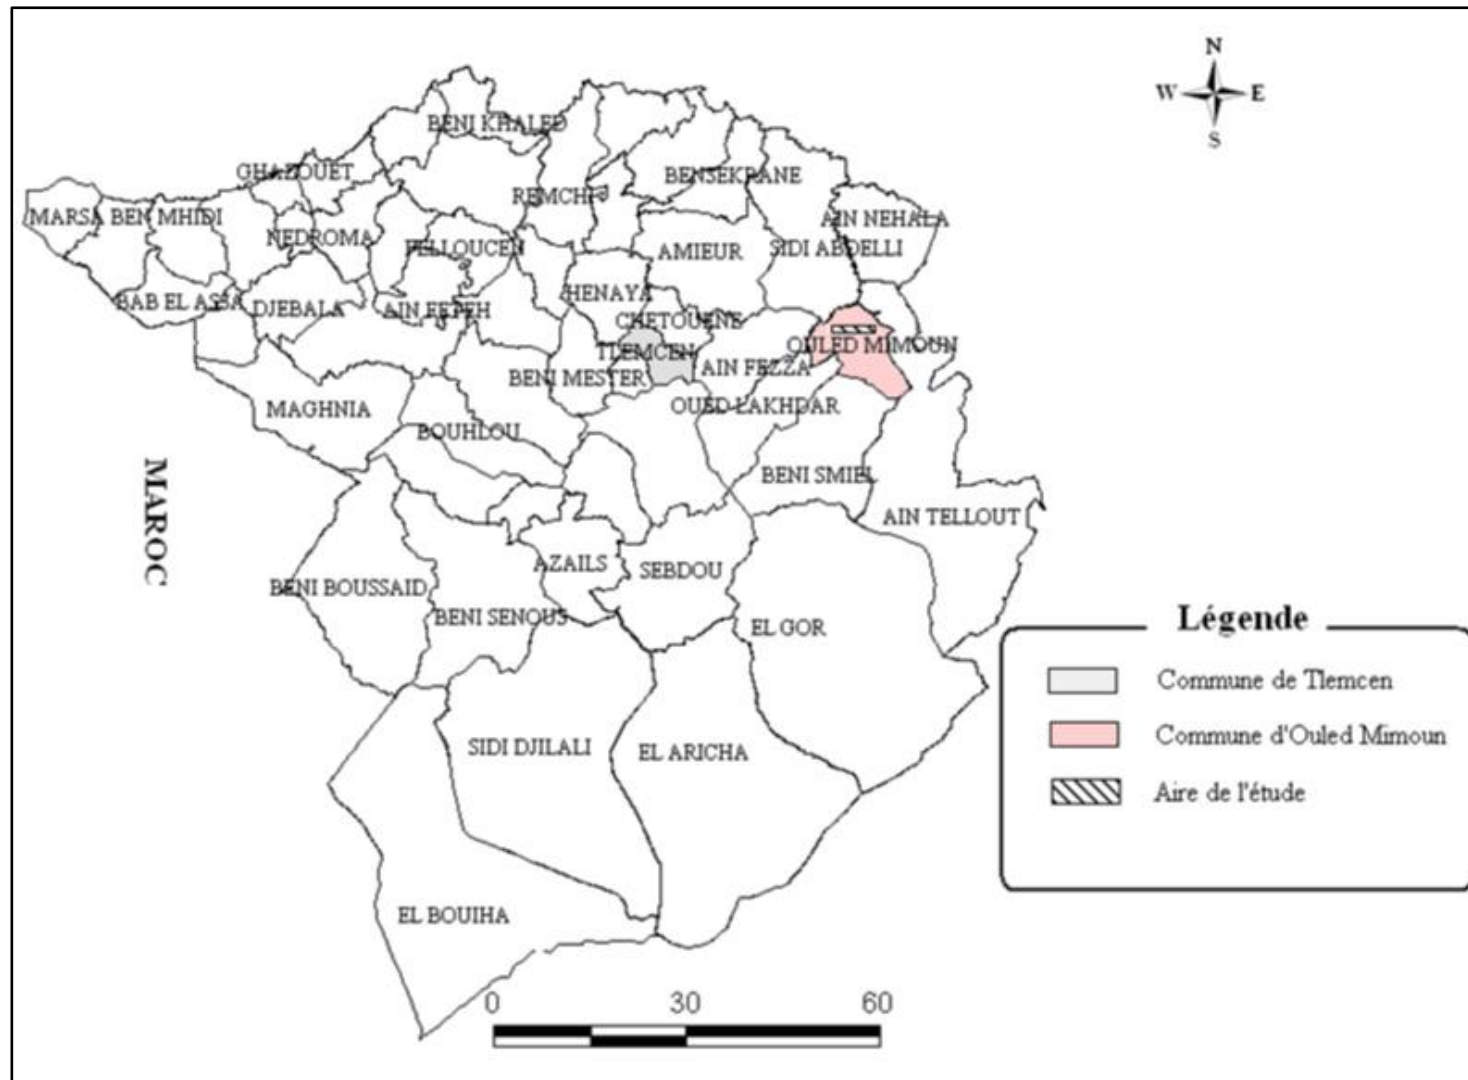 N
W E
S
BENI KHALED
GHAZOUET
BENSEKRANE
REMCHI
MARSA BEN MHIDI
AIN NEHALA
NEDROMA
FELLOUCEN
AMIEUR
SIDI ABDELLI
HENAYA
BAB EL ASSA
DJEBALA
AIN FETEH
CHETOUENE
OULED MIMOUN
TLEMCEN
AIN FEZZA
BENI MESTER
OUED LAKHDAR
MAGHNIA
BOUHLOU
BENI SMIEL
MAROC
AIN TELLOUT
AZAILS
SEBDOU
BENI BOUSSAID
BENI SENOUS
EL GOR
Légende
Commune de Tlemcen
Commune d'Ouled Mimoun
Aire de l'étude
SIDI DJILALI
EL ARICHA
EL BOUIHA
0 30 60